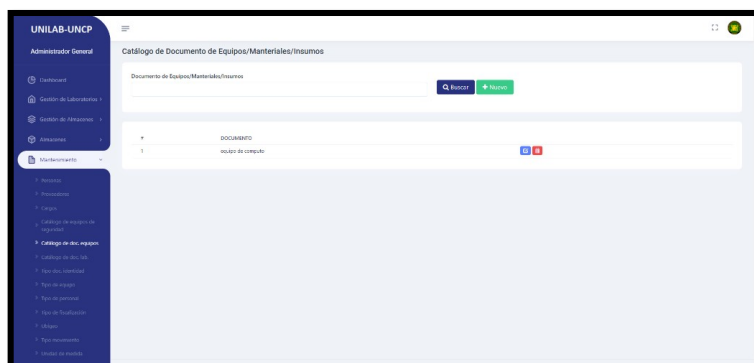 UNILAB-UNCP
Administrador General
Dashboard
Gestión de Laboratorios
Gestión de Almacenes
Almacenes
Mantenimiento
Personas
Proveedores
Cargos
Catálogo de equipos de
seguridad
Catálogo de doc. equipos
Catálogo de doc. lab.
Tipo doc. identidad
Tipo de equipo
Tipo de personal
Tipo de fiscalización
Ubigeo
Tipo movimiento
Unidad de medida
Catálogo de Documento de Equipos/Manteriales/Insumos
Documento de Equipos/Manteriales/Insumos
Buscar
Nuevo
# DOCUMENTO
1 equipo de computo